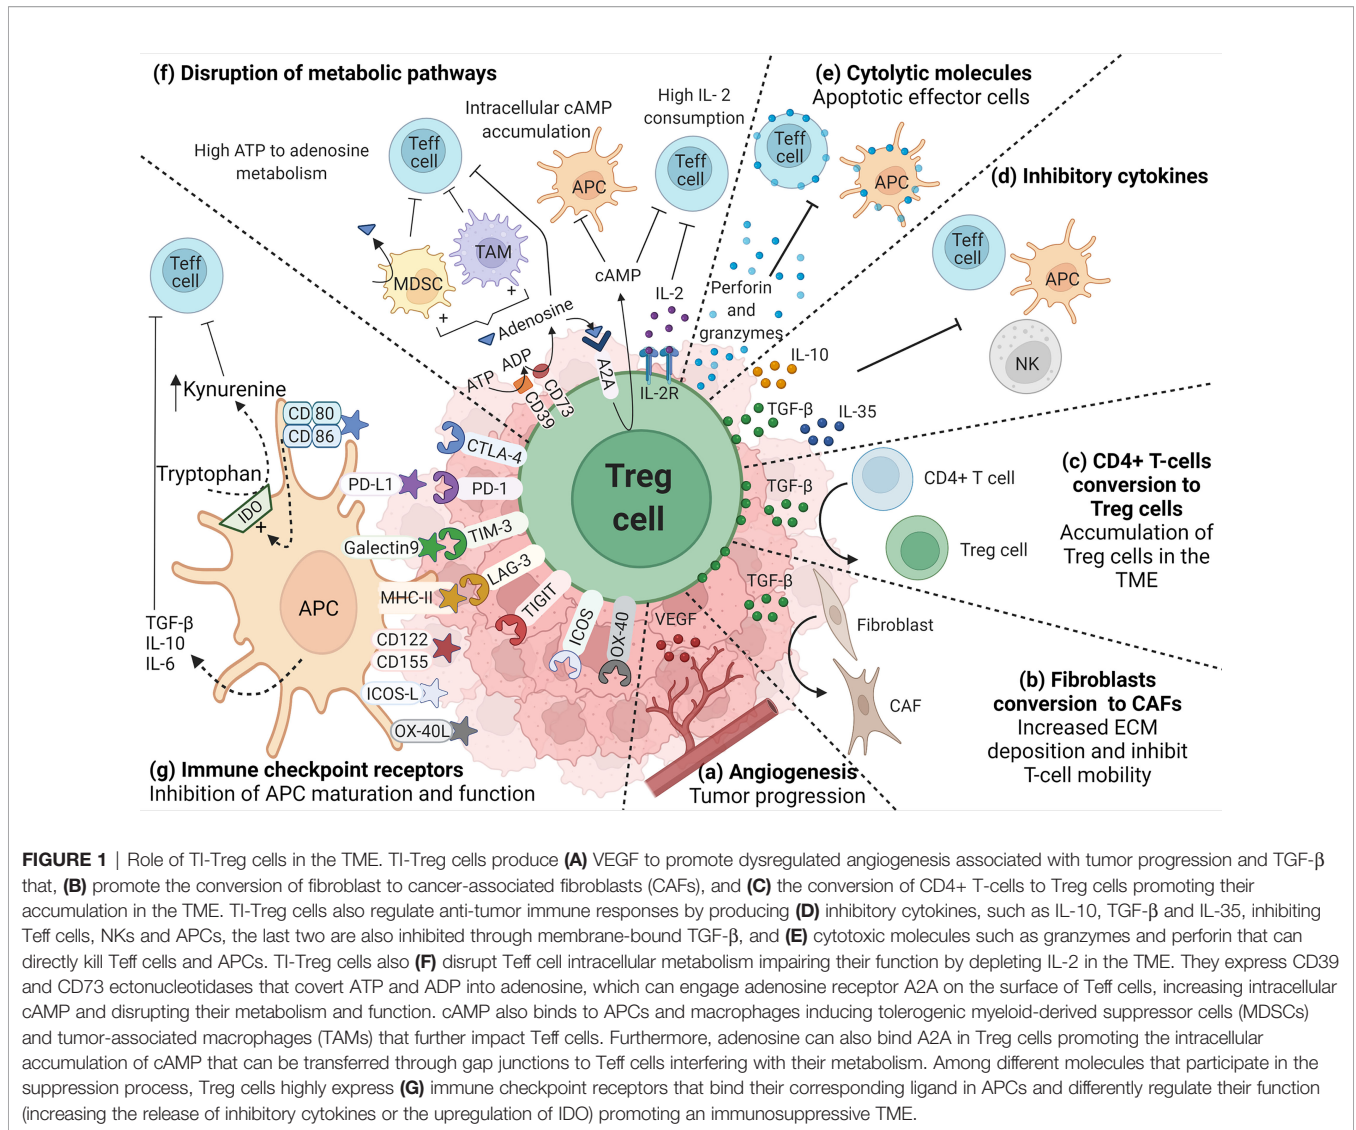 (f) Disruption of metabolic pathways
Intracellular cAMP
accumulation
High IL- 2
consumption
High ATP to adenosine
metabolism
Teff
cell
APC
Teff
cell
MDSC
TAM
+
+
Adenosine
cAMP
IL-2
ATP
ADP
CD39
CD73
A2A
IL-2R
(e) Cytolytic molecules
Apoptotic effector cells
Teff
cell
APC
Perforin
and
granzymes
(d) Inhibitory cytokines
Teff
cell
APC
NK
IL-10
TGF-β
IL-35
(c) CD4+ T-cells
conversion to
Treg cells
Accumulation of
Treg cells in the
TME
TGF-β
CD4+ T cell
Treg cell
(b) Fibroblasts
conversion to CAFs
Increased ECM
deposition and inhibit
T-cell mobility
TGF-β
Fibroblast
CAF
(a) Angiogenesis
Tumor progression
VEGF
Treg
cell
Teff
cell
Kynurenine
CD 80
CD 86
Tryptophan
IDO
+
APC
TGF-β
IL-10
IL-6
CTLA-4
PD-L1
PD-1
Galectin9
TIM-3
MHC-II
LAG-3
CD122
CD155
TIGIT
ICOS-L
ICOS
OX-40L
OX-40
(g) Immune checkpoint receptors
Inhibition of APC maturation and function
FIGURE 1 | Role of TI-Treg cells in the TME. TI-Treg cells produce (A) VEGF to promote dysregulated angiogenesis associated with tumor progression and TGF-β
that, (B) promote the conversion of fibroblast to cancer-associated fibroblasts (CAFs), and (C) the conversion of CD4+ T-cells to Treg cells promoting their
accumulation in the TME. TI-Treg cells also regulate anti-tumor immune responses by producing (D) inhibitory cytokines, such as IL-10, TGF-β and IL-35, inhibiting
Teff cells, NKs and APCs, the last two are also inhibited through membrane-bound TGF-β, and (E) cytotoxic molecules such as granzymes and perforin that can
directly kill Teff cells and APCs. TI-Treg cells also (F) disrupt Teff cell intracellular metabolism impairing their function by depleting IL-2 in the TME. They express CD39
and CD73 ectonucleotidases that covert ATP and ADP into adenosine, which can engage adenosine receptor A2A on the surface of Teff cells, increasing intracellular
cAMP and disrupting their metabolism and function. cAMP also binds to APCs and macrophages inducing tolerogenic myeloid-derived suppressor cells (MDSCs)
and tumor-associated macrophages (TAMs) that further impact Teff cells. Furthermore, adenosine can also bind A2A in Treg cells promoting the intracellular
accumulation of cAMP that can be transferred through gap junctions to Teff cells interfering with their metabolism. Among different molecules that participate in the
suppression process, Treg cells highly express (G) immune checkpoint receptors that bind their corresponding ligand in APCs and differently regulate their function
(increasing the release of inhibitory cytokines or the upregulation of IDO) promoting an immunosuppressive TME.